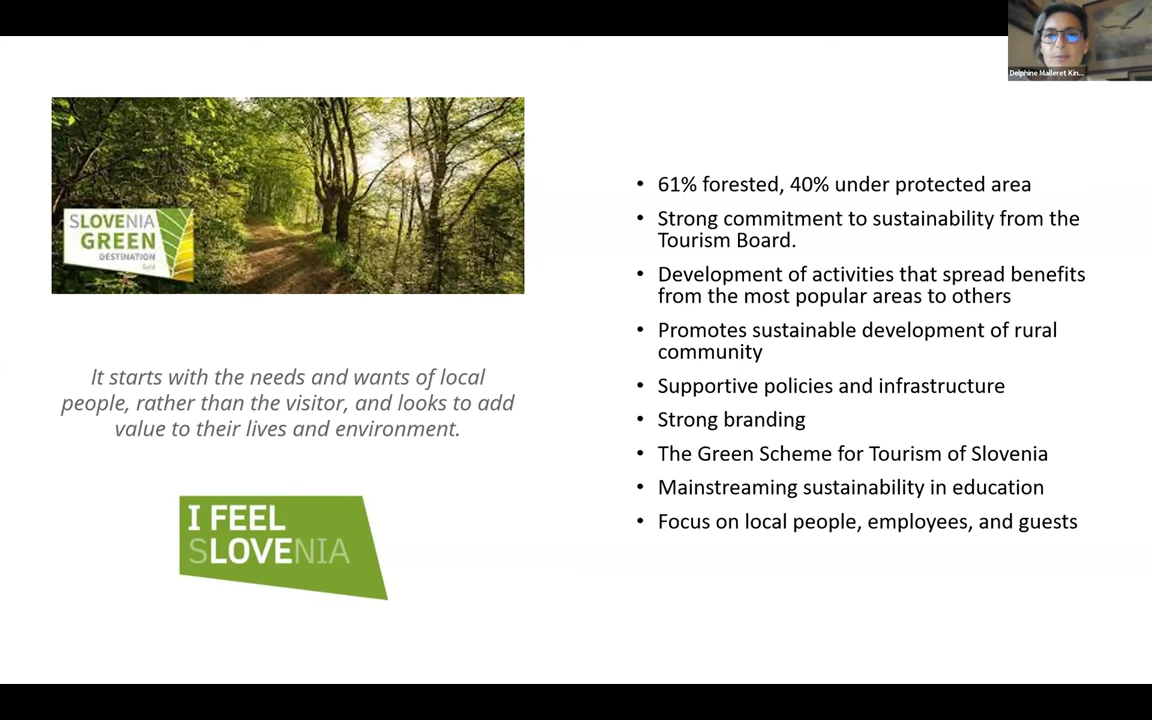 Delphine Malleret Kin...
SLOVENIA
GREEN
DESTINATION
Gold
It starts with the needs and wants of local
people, rather than the visitor, and looks to add
value to their lives and environment.
I FEEL
SLOVENIA
• 61% forested, 40% under protected area
• Strong commitment to sustainability from the
Tourism Board.
• Development of activities that spread benefits
from the most popular areas to others
• Promotes sustainable development of rural
community
• Supportive policies and infrastructure
• Strong branding
• The Green Scheme for Tourism of Slovenia
• Mainstreaming sustainability in education
• Focus on local people, employees, and guests